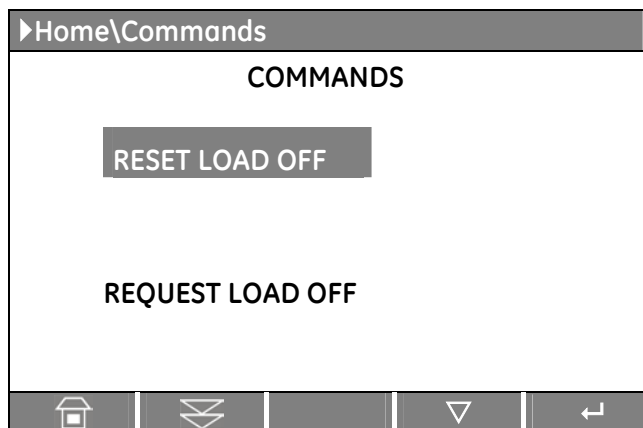 Home\Commands
COMMANDS
RESET LOAD OFF
REQUEST LOAD OFF